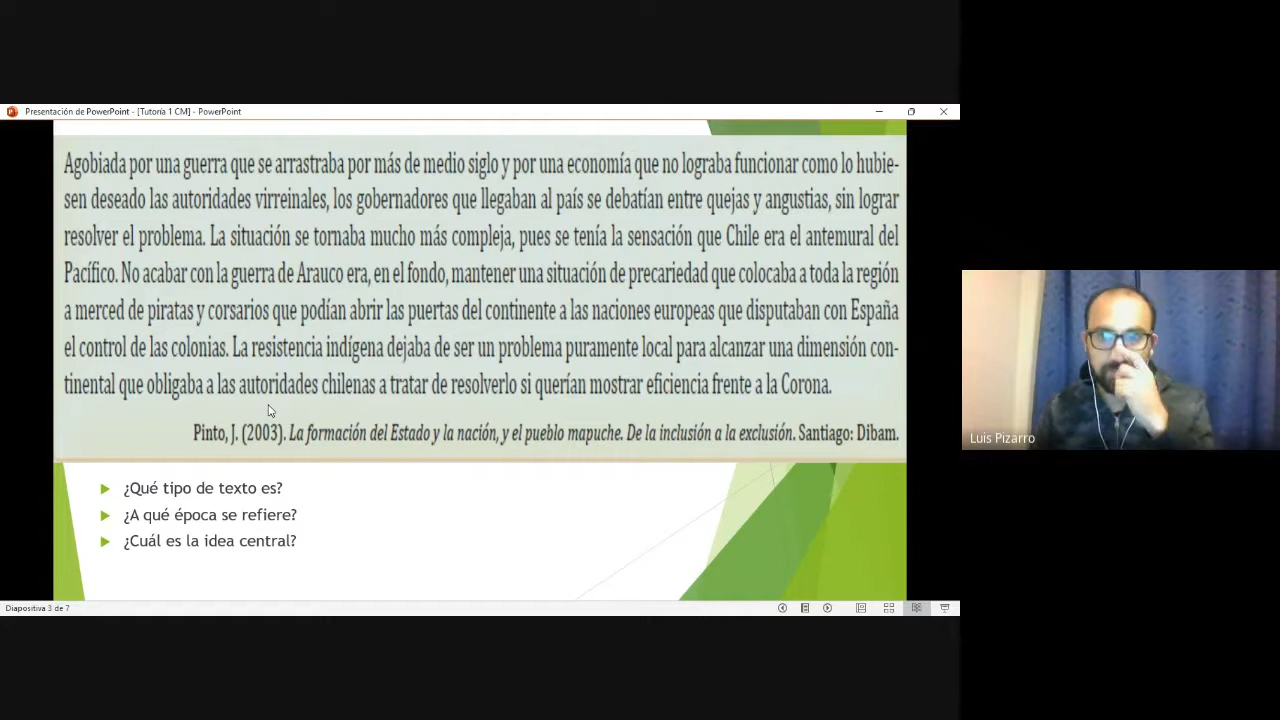 Presentación de PowerPoint - [Tutoría 1 CM] - PowerPoint
Agobiada por una guerra que se arrastraba por más de medio siglo y por una economía que no lograba funcionar como lo hubie-
sen deseado las autoridades virreinales, los gobernadores que llegaban al país se debatían entre quejas y angustias, sin lograr
resolver el problema. La situación se tornaba mucho más compleja, pues se tenía la sensación que Chile era el antemural del
Pacífico. No acabar con la guerra de Arauco era, en el fondo, mantener una situación de precariedad que colocaba a toda la región
a merced de piratas y corsarios que podían abrir las puertas del continente a las naciones europeas que disputaban con España
el control de las colonias. La resistencia indígena dejaba de ser un problema puramente local para alcanzar una dimensión con-
tinental que obligaba a las autoridades chilenas a tratar de resolverlo si querían mostrar eficiencia frente a la Corona.
Pinto, J. (2003). La formación del Estado y la nación, y el pueblo mapuche. De la inclusión a la exclusión. Santiago: Dibam.
Luis Pizarro
¿Qué tipo de texto es?
¿A qué época se refiere?
¿Cuál es la idea central?
Diapositiva 3 de 7